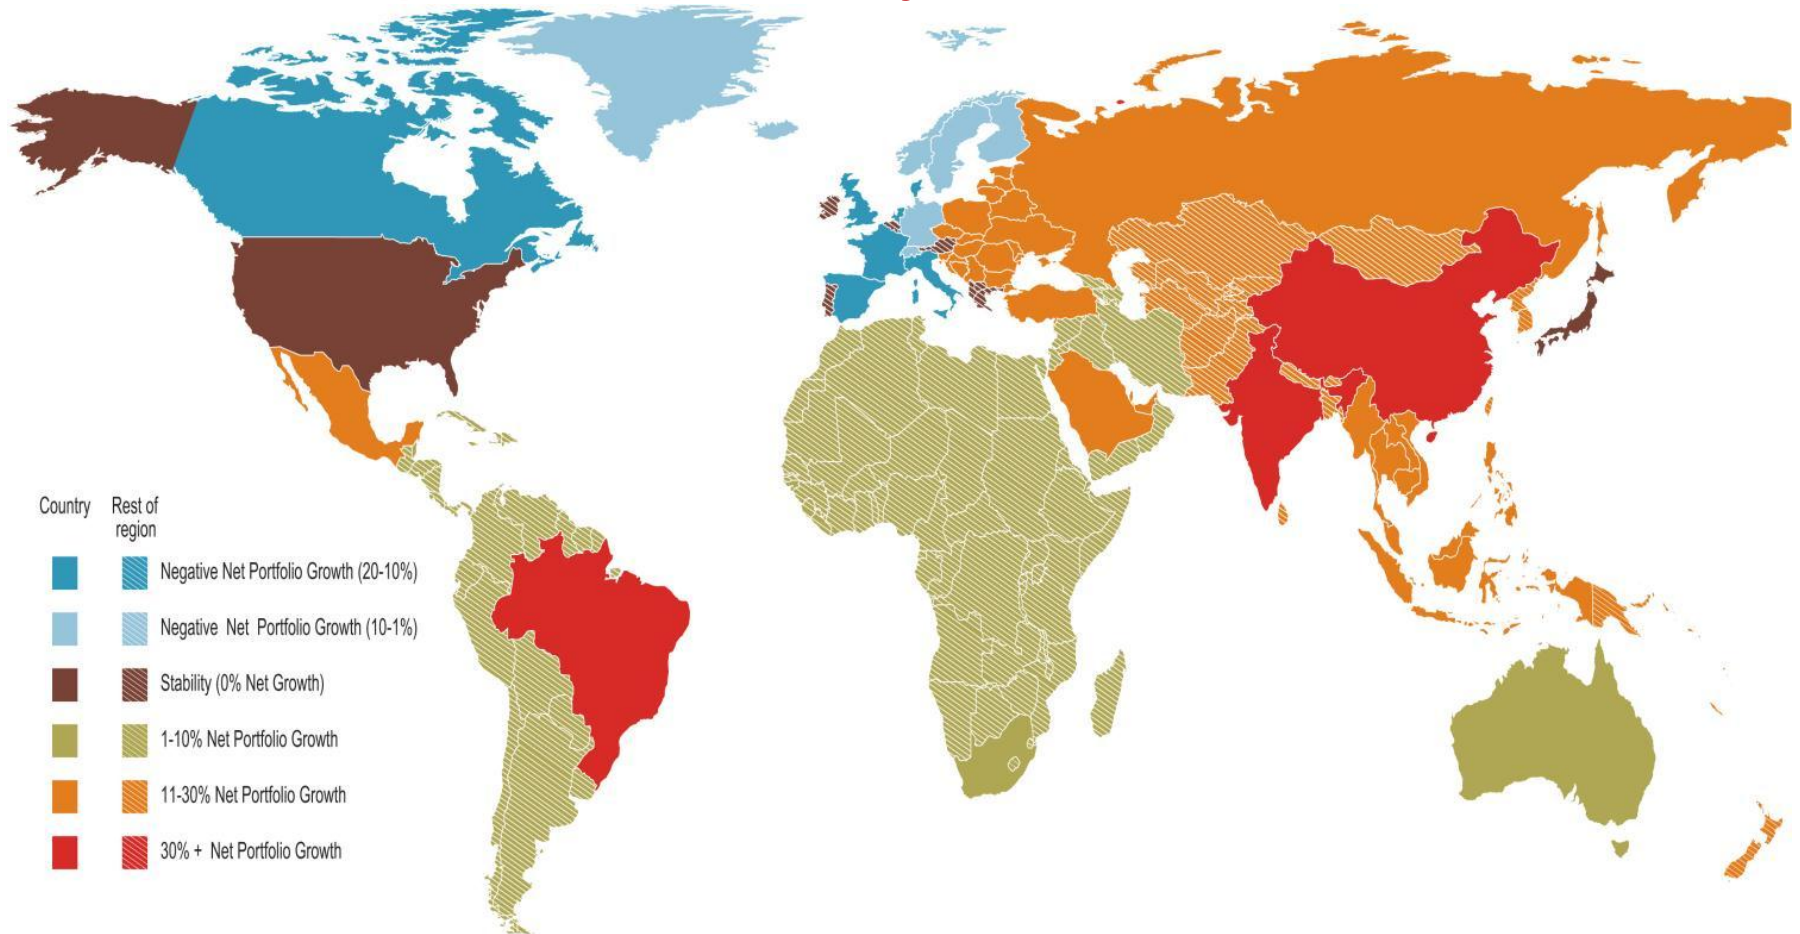 Country Rest of
region
Negative Net Portfolio Growth (20-10%)
Negative Net Portfolio Growth (10-1%)
Stability (0% Net Growth)
1-10% Net Portfolio Growth
11-30% Net Portfolio Growth
30% + Net Portfolio Growth